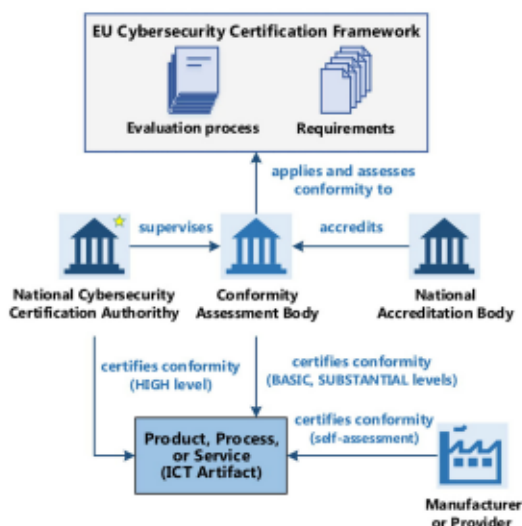 EU Cybersecurity Certification Framework
Evaluation process
Requirements
applies and assesses
conformity to
supervises
accredits
National Cybersecurity
Certification Authorithy
Conformity
Assessment Body
National
Accreditation Body
certifies conformity
(HIGH level)
certifies conformity
(BASIC, SUBSTANTIAL levels)
certifies conformity
(self-assessment)
Product, Process,
or Service
(ICT Artifact)
Manufacturer
or Provider